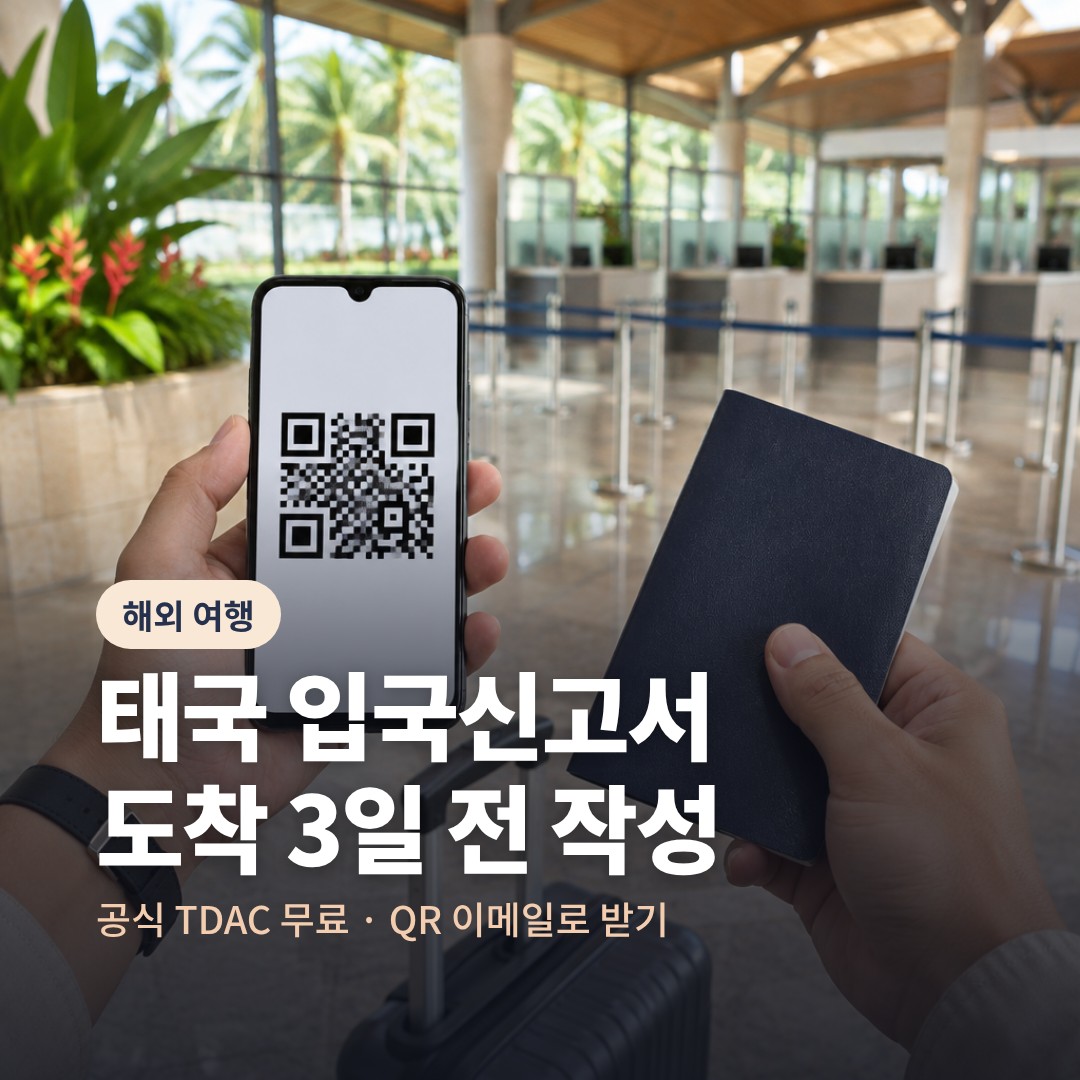 해외 여행
태국 입국신고서
도착 3일 전 작성
공식 TDAC 무료 · QR 이메일로 받기